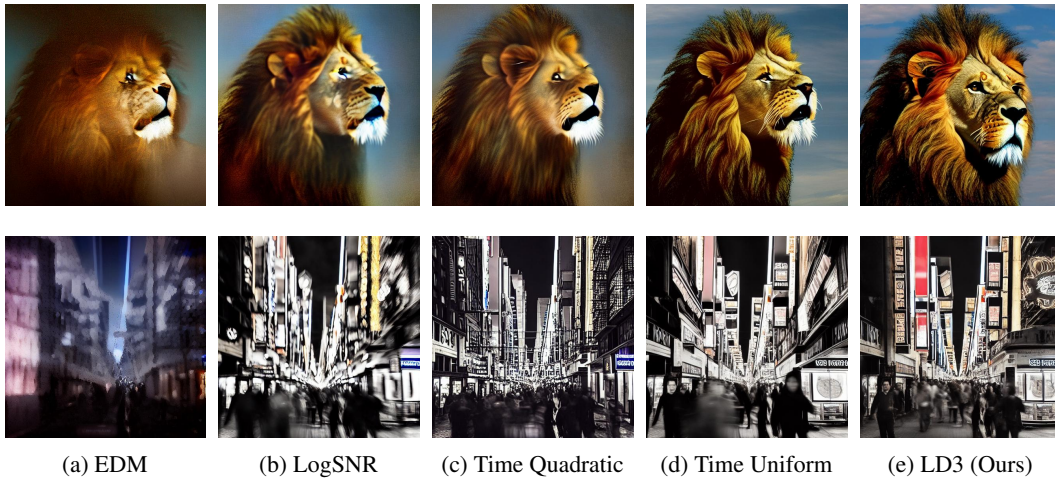 (a) EDM
(b) LogSNR
(c) Time Quadratic
(d) Time Uniform
(e) LD3 (Ours)